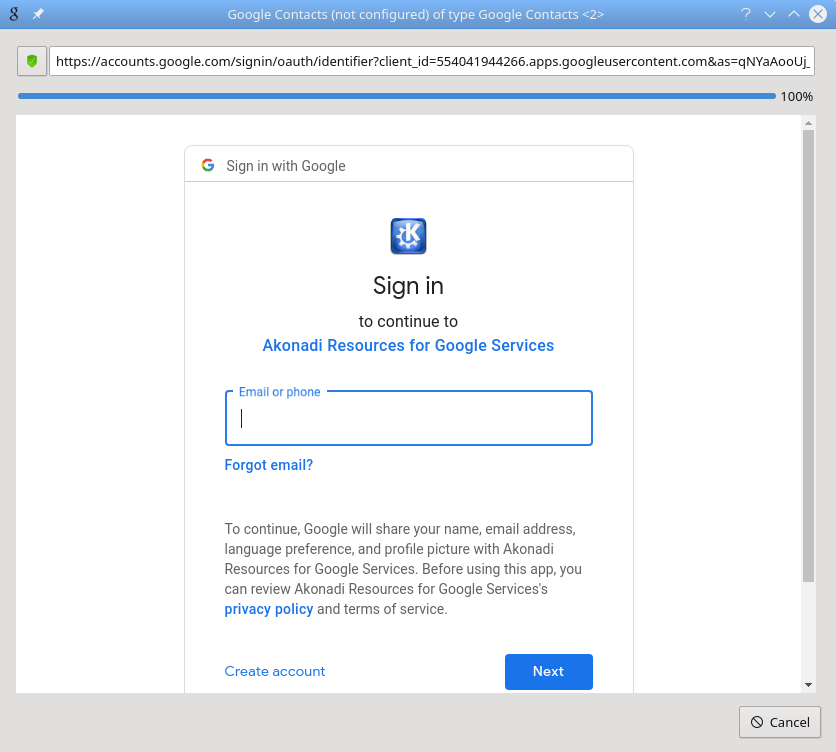 Google Contacts (not configured) of type Google Contacts <2>
https://accounts.google.com/signin/oauth/identifier?client_id=554041944266.apps.googleusercontent.com&as=qNYaAooUj_
100%
Sign in with Google
Sign in
to continue to
Akonadi Resources for Google Services
Email or phone
Forgot email?
To continue, Google will share your name, email address,
language preference, and profile picture with Akonadi
Resources for Google Services. Before using this app, you
can review Akonadi Resources for Google Services's
privacy policy and terms of service.
Create account
Next
Cancel